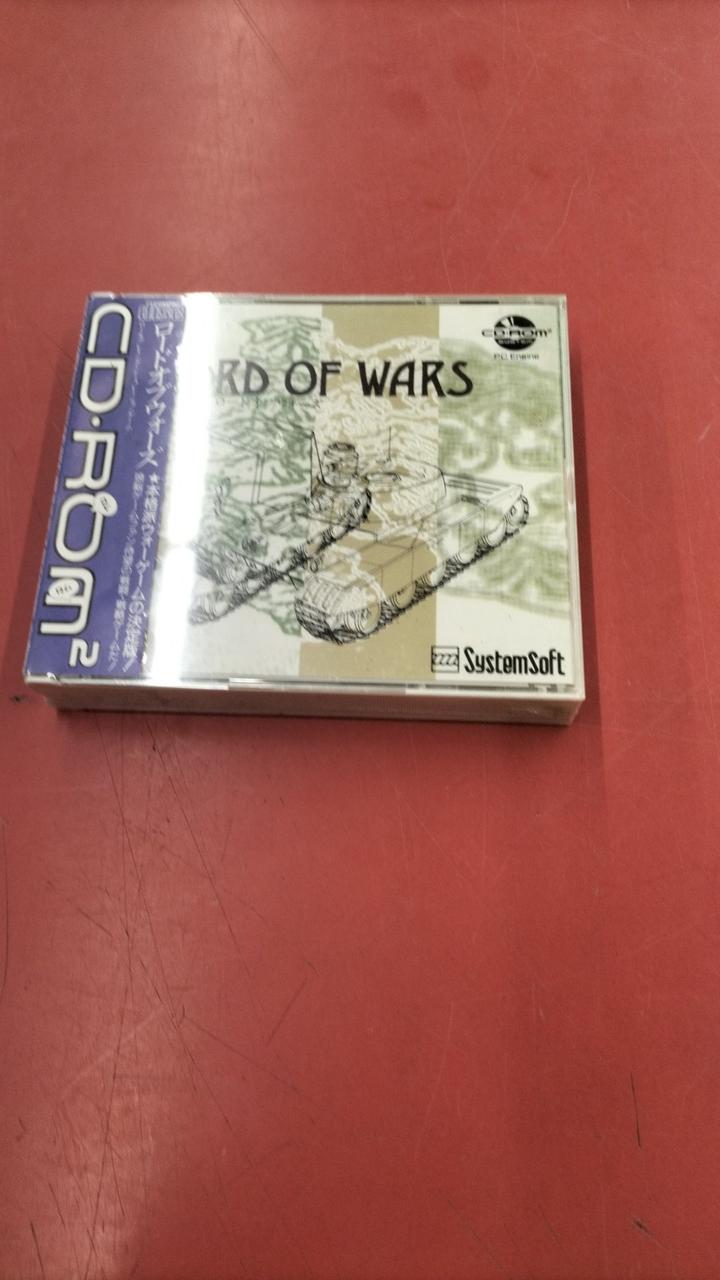 CD-ROM²
ロードオブウォーズ
★本格派ウォーゲームの決定版!
RD OF WARS
CD-ROM²
SYSTEM
PC Engine
SystemSoft